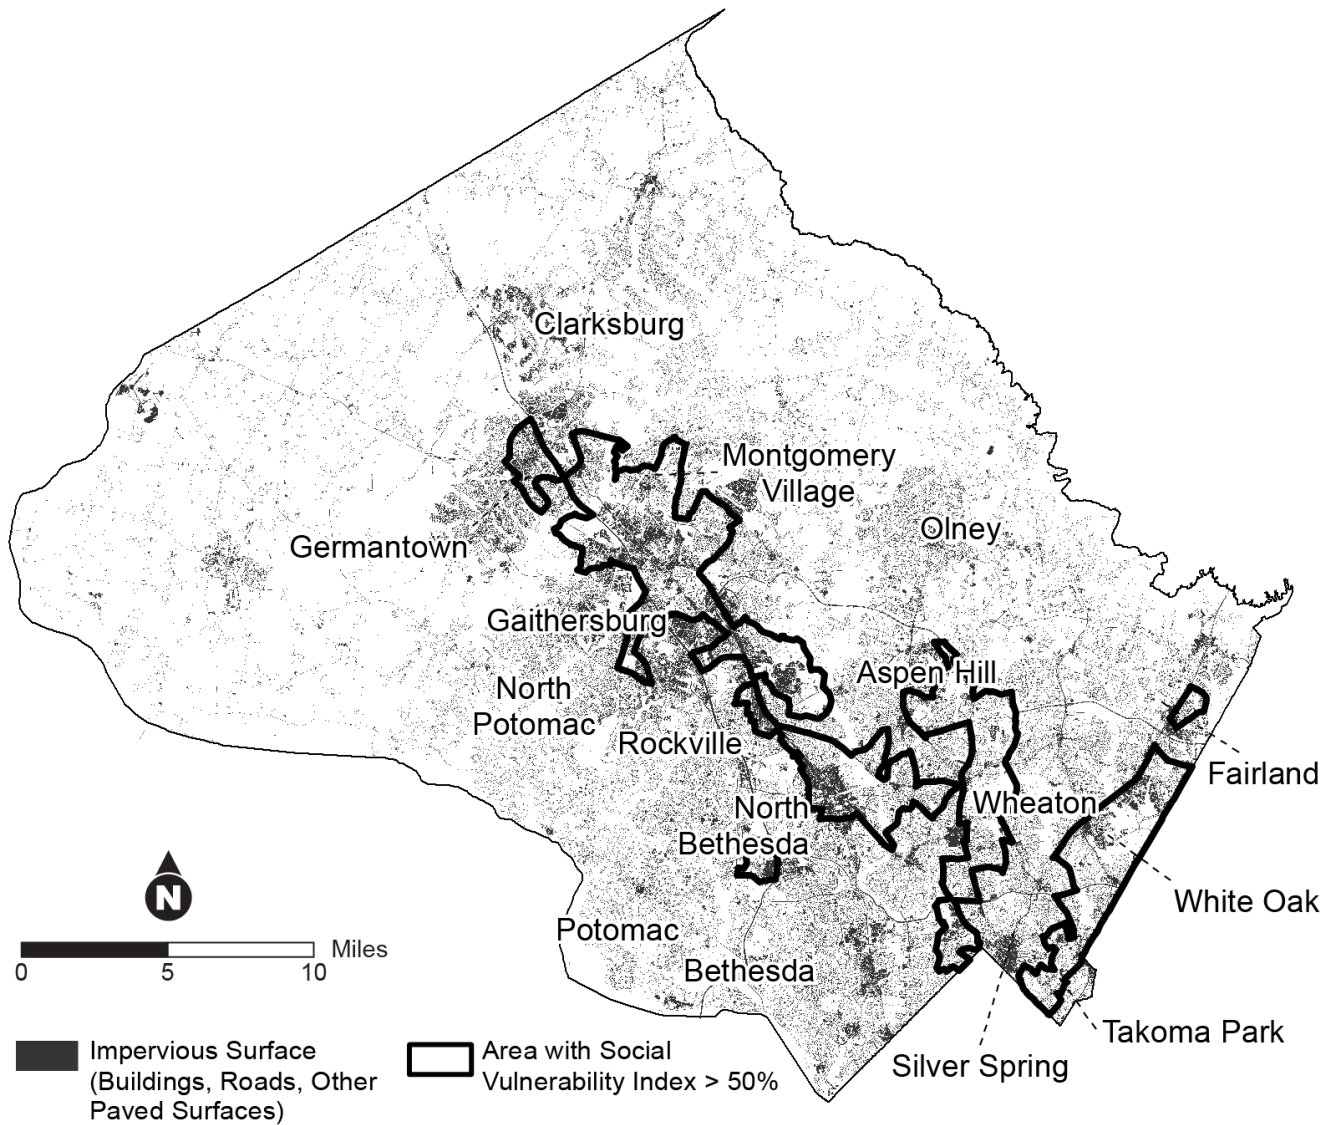 Clarksburg
Montgomery
Village
Olney
Germantown
Gaithersburg
Aspen Hill
North
Potomac
Rockville
Fairland
North
Bethesda
Wheaton
White Oak
N
Potomac
Miles
0
5
10
Bethesda
Takoma Park
Silver Spring
Impervious Surface
(Buildings, Roads, Other
Paved Surfaces)
Area with Social
Vulnerability Index > 50%